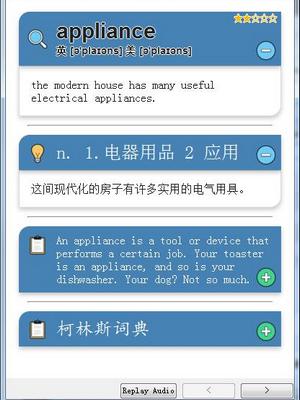 appliance
英 [ə'plaɪəns] 美 [ə'plaɪəns]
the modern house has many useful
electrical appliances.
n. 1.电器用品 2 应用
这间现代化的房子有许多实用的电气用具。
An appliance is a tool or device that
performs a certain job. Your toaster
is an appliance, and so is your
dishwasher. Your dog? Not so much.
柯林斯词典
Replay Audio